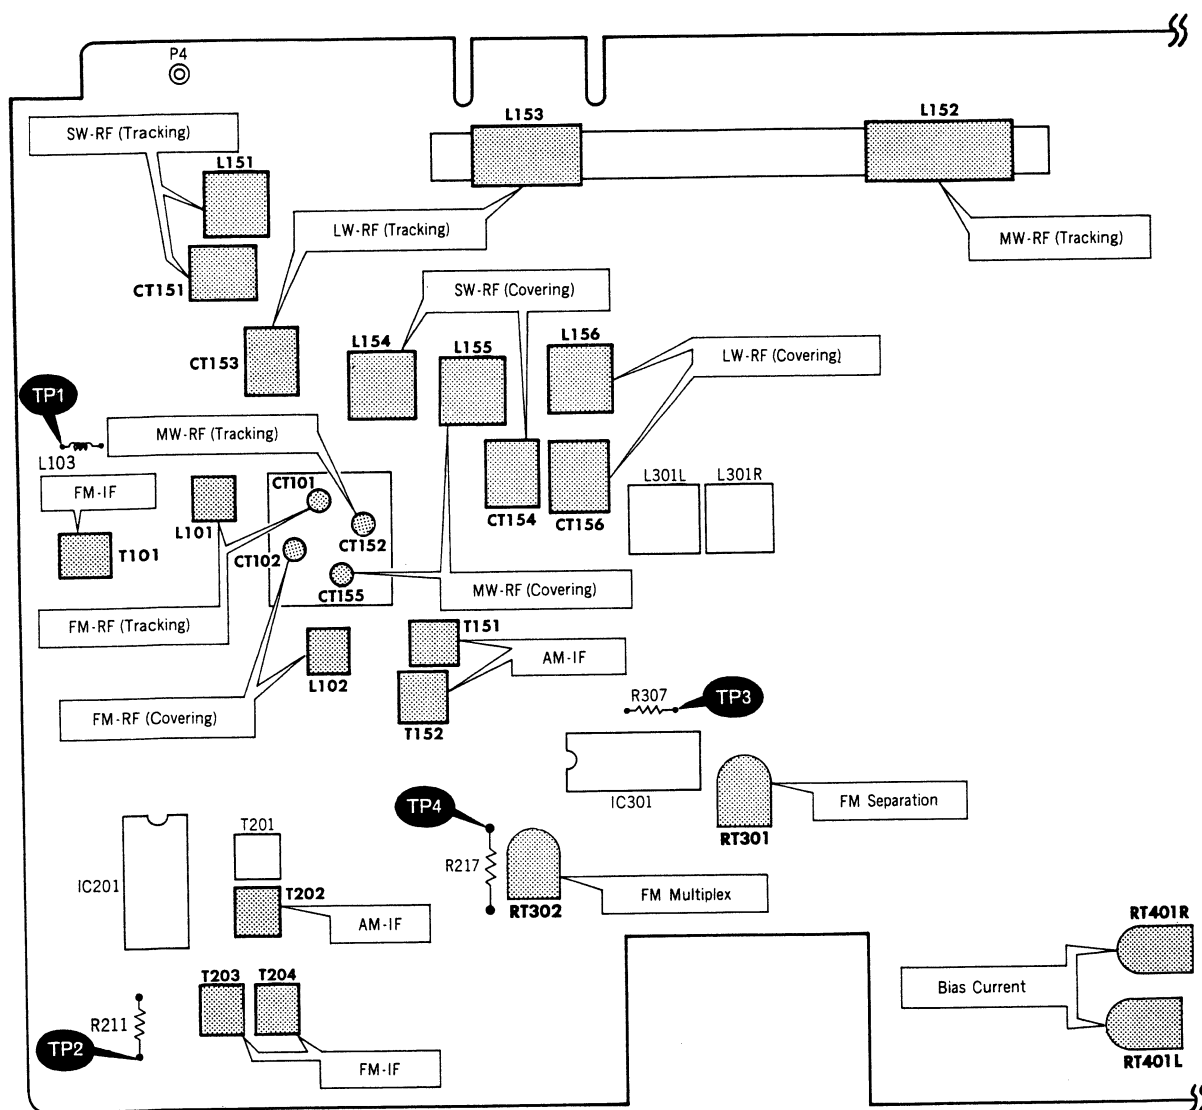 P4
L153
L152
SW-RF (Tracking)
L151
LW-RF (Tracking)
MW-RF (Tracking)
CT151
SW-RF (Covering)
L154
L155
L156
CT153
LW-RF (Covering)
TP1
MW-RF (Tracking)
L103
FM-IF
CT101
L301L
L301R
L101
CT154
CT156
T101
CT102
CT152
CT155
MW-RF (Covering)
FM-RF (Tracking)
T151
AM-IF
L102
R307
TP3
FM-RF (Covering)
T152
IC301
FM Separation
TP4
T201
RT301
R217
IC201
T202
FM Multiplex
RT302
AM-IF
RT401R
T203
T204
Bias Current
R211
TP2
FM-IF
RT401L